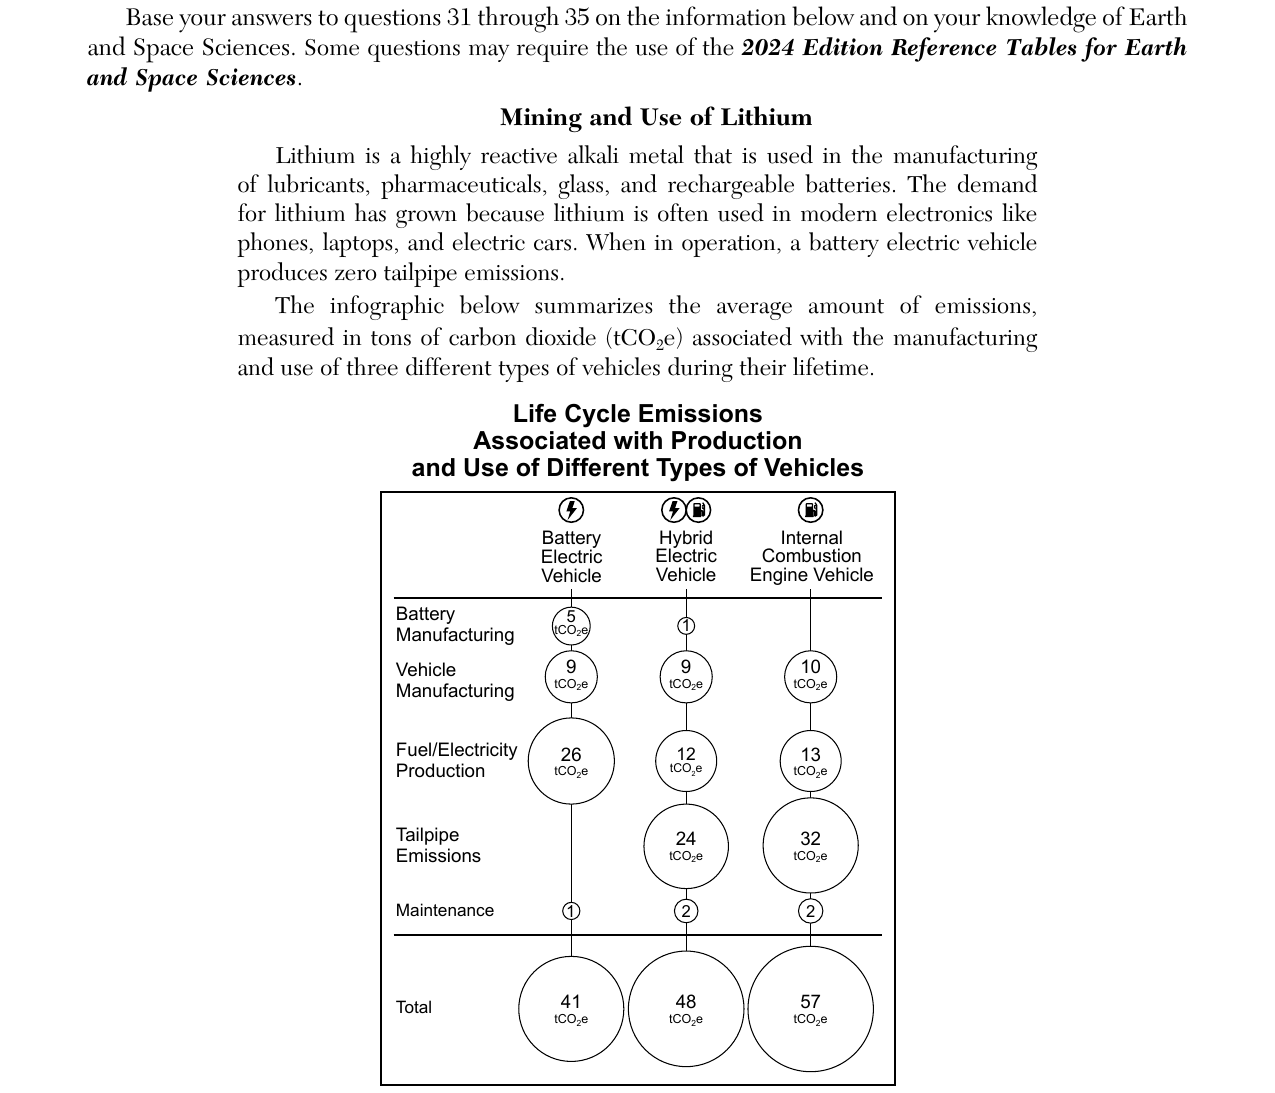 Base your answers to questions 31 through 35 on the information below and on your knowledge of Earth
and Space Sciences. Some questions may require the use of the 2024 Edition Reference Tables for Earth
and Space Sciences.
Mining and Use of Lithium
Lithium is a highly reactive alkali metal that is used in the manufacturing
of lubricants, pharmaceuticals, glass, and rechargeable batteries. The demand
for lithium has grown because lithium is often used in modern electronics like
phones, laptops, and electric cars. When in operation, a battery electric vehicle
produces zero tailpipe emissions.
The infographic below summarizes the average amount of emissions,
measured in tons of carbon dioxide (tCO₂e) associated with the manufacturing
and use of three different types of vehicles during their lifetime.
Life Cycle Emissions
Associated with Production
and Use of Different Types of Vehicles
Battery
Electric
Vehicle
Hybrid
Electric
Vehicle
Internal
Combustion
Engine Vehicle
Battery
Manufacturing
5
tCO₂e
1
Vehicle
Manufacturing
9
tCO₂e
9
tCO₂e
10
tCO₂e
Fuel/Electricity
Production
26
tCO₂e
12
tCO₂e
13
tCO₂e
Tailpipe
Emissions
24
tCO₂e
32
tCO₂e
Maintenance
1
2
2
Total
41
tCO₂e
48
tCO₂e
57
tCO₂e